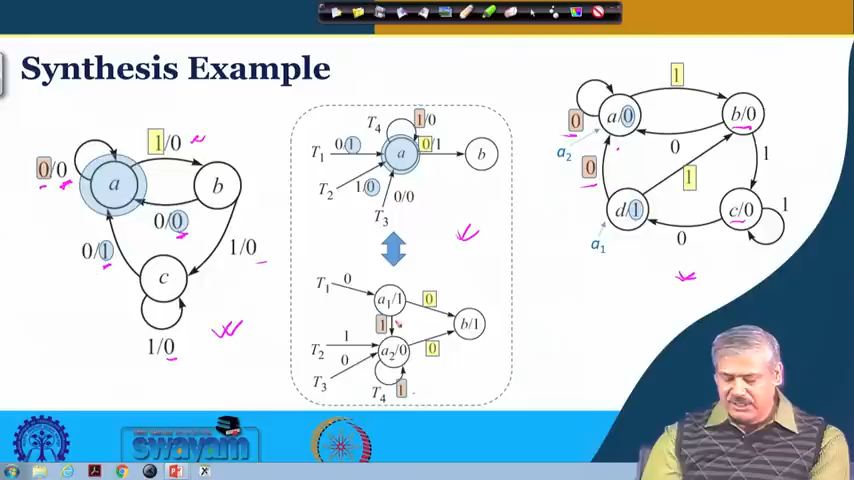 Synthesis Example
0/0
1/0
a
b
0/0
0/1
1/0
c
1/0
T4
1/0
T1
0/1
a
0/1
b
T2
1/0
0/0
T3
T1
0
a1/1
0
1
b/1
T2
1
a2/0
0
T3
0
T4
1
1
0
a/0
b/0
a2
0
0
1
1
d/1
c/0
1
a1
0
swayam